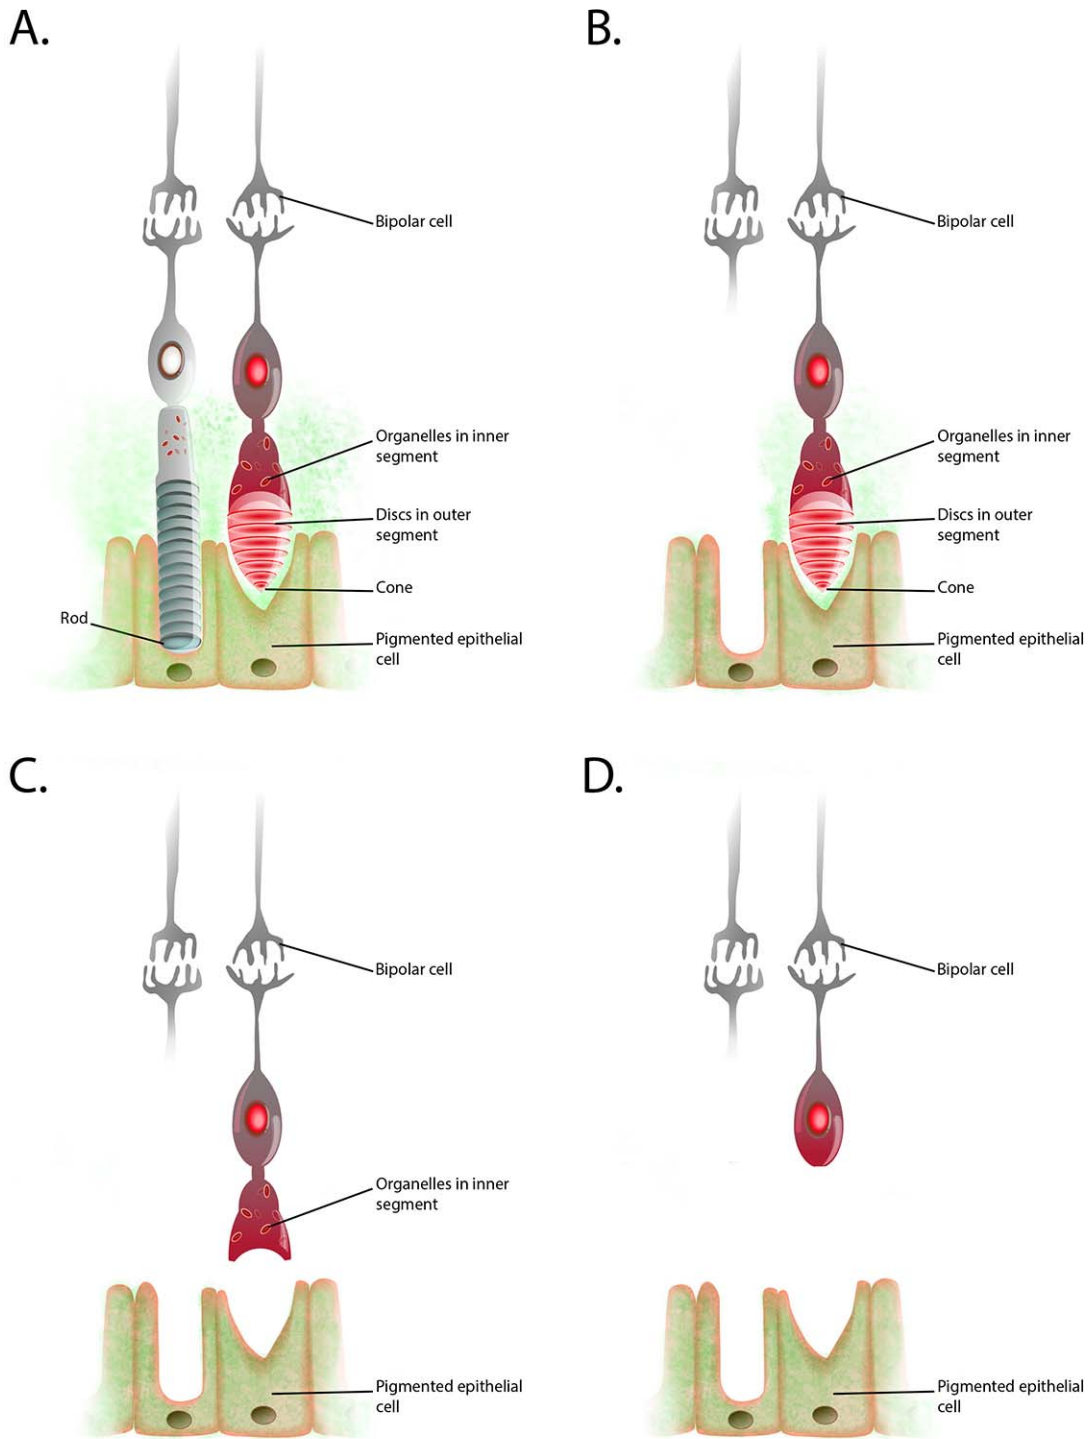 A.
Bipolar cell
Organelles in inner
segment
Discs in outer
segment
Cone
Rod
Pigmented epithelial
cell
B.
Bipolar cell
Organelles in inner
segment
Discs in outer
segment
Cone
Pigmented epithelial
cell
C.
Bipolar cell
Organelles in inner
segment
Pigmented epithelial
cell
D.
Bipolar cell
Pigmented epithelial
cell